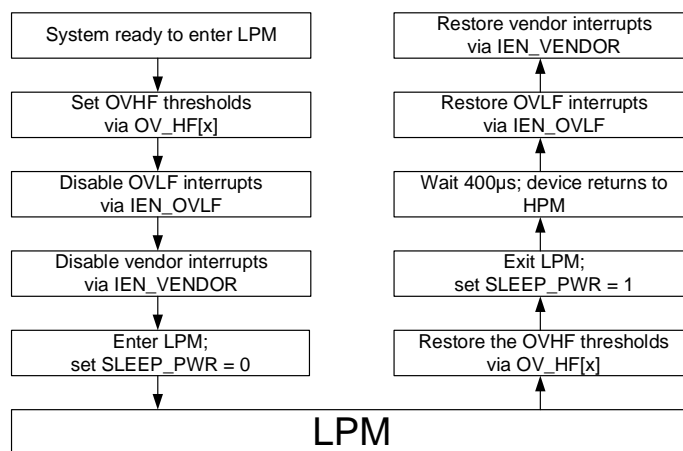 System ready to enter LPM
Set OVHF thresholds
via OV_HF[x]
Disable OVLF interrupts
via IEN_OVLF
Disable vendor interrupts
via IEN_VENDOR
Enter LPM;
set SLEEP_PWR = 0
LPM
Restore the OVHF thresholds
via OV_HF[x]
Exit LPM;
set SLEEP_PWR = 1
Wait 400µs; device returns to
HPM
Restore OVLF interrupts
via IEN_OVLF
Restore vendor interrupts
via IEN_VENDOR